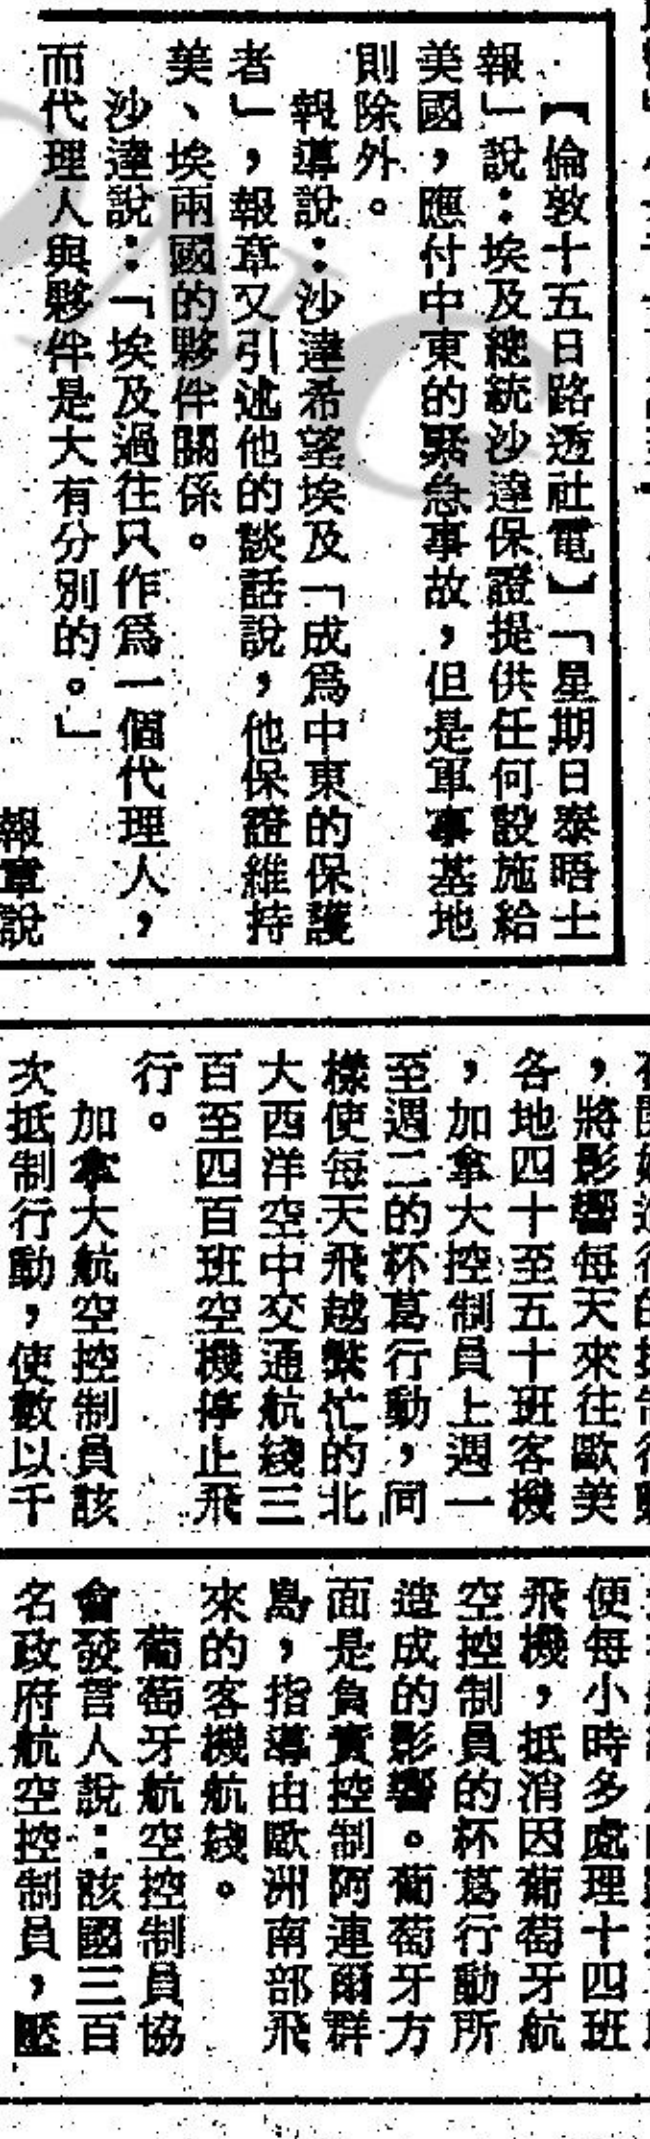 【倫敦十五日路透社電】「星期日泰晤士
報」說：埃及總統沙達保證提供任何設施給
美國，應付中東的緊急事故，但是軍事基地
則除外。
報導說：沙達希望埃及「成爲中東的保護
者」，報章又引述他的談話說，他保證維持
美、埃兩國的夥伴關係。
沙達說：「埃及過往只作爲一個代理人，
而代理人與夥伴是大有分別的。」
報章說
，將影響每天來往歐美
各地四十至五十班客機
，加拿大控制員上週一
至週二的杯葛行動，同
樣使每天飛越繁忙的北
大西洋空中交通航綫三
百至四百班空機停止飛
行。
加拿大航空控制員該
次抵制行動，使數以千
便每小時多處理十四班
飛機，抵消因葡萄牙航
空控制員的杯葛行動所
造成的影響。葡萄牙方
面是負責控制阿連爾群
島，指導由歐洲南部飛
來的客機航綫。
葡萄牙航空控制員協
會發言人說：該國三百
名政府航空控制員，壓